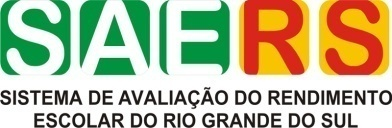 SAERS
SISTEMA DE AVALIAÇÃO DO RENDIMENTO
ESCOLAR DO RIO GRANDE DO SUL